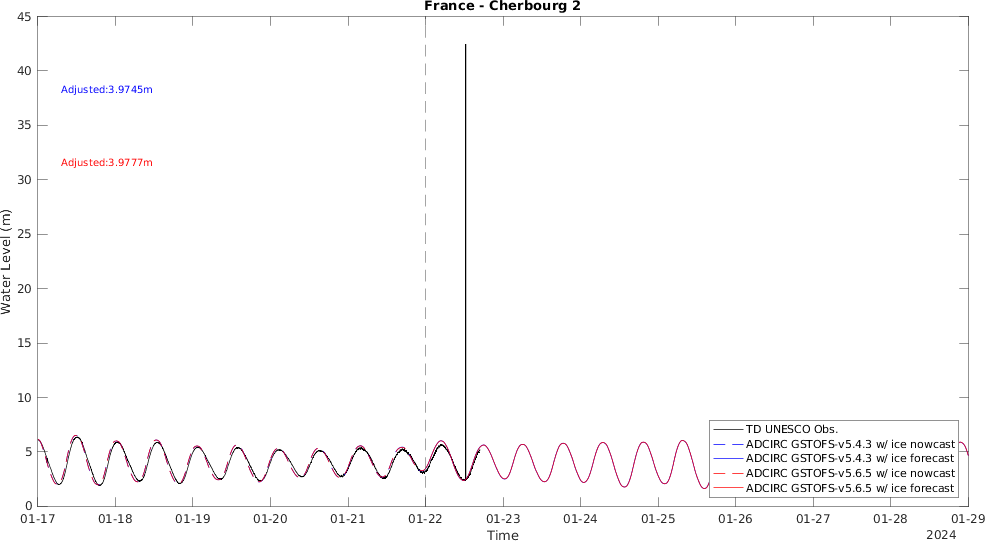 France - Cherbourg 2
45
40
35
30
25
20
15
10
5
0
Water Level (m)
Adjusted:3.9745m
Adjusted:3.9777m
TD UNESCO Obs.
ADCIRC GSTOFS-v5.4.3 w/ ice nowcast
ADCIRC GSTOFS-v5.4.3 w/ ice forecast
ADCIRC GSTOFS-v5.6.5 w/ ice nowcast
ADCIRC GSTOFS-v5.6.5 w/ ice forecast
01-17 01-18 01-19 01-20 01-21 01-22 01-23 01-24 01-25 01-26 01-27 01-28 01-29
Time
2024